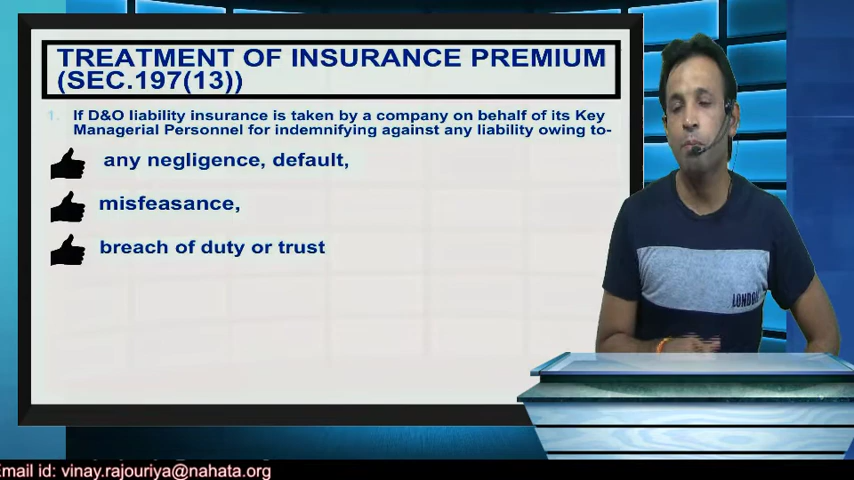 TREATMENT OF INSURANCE PREMIUM
(SEC.197(13))
1. If D&O liability insurance is taken by a company on behalf of its Key
Managerial Personnel for indemnifying against any liability owing to-
any negligence, default,
misfeasance,
breach of duty or trust
LONDON
Email id: vinay.rajouriya@nahata.org